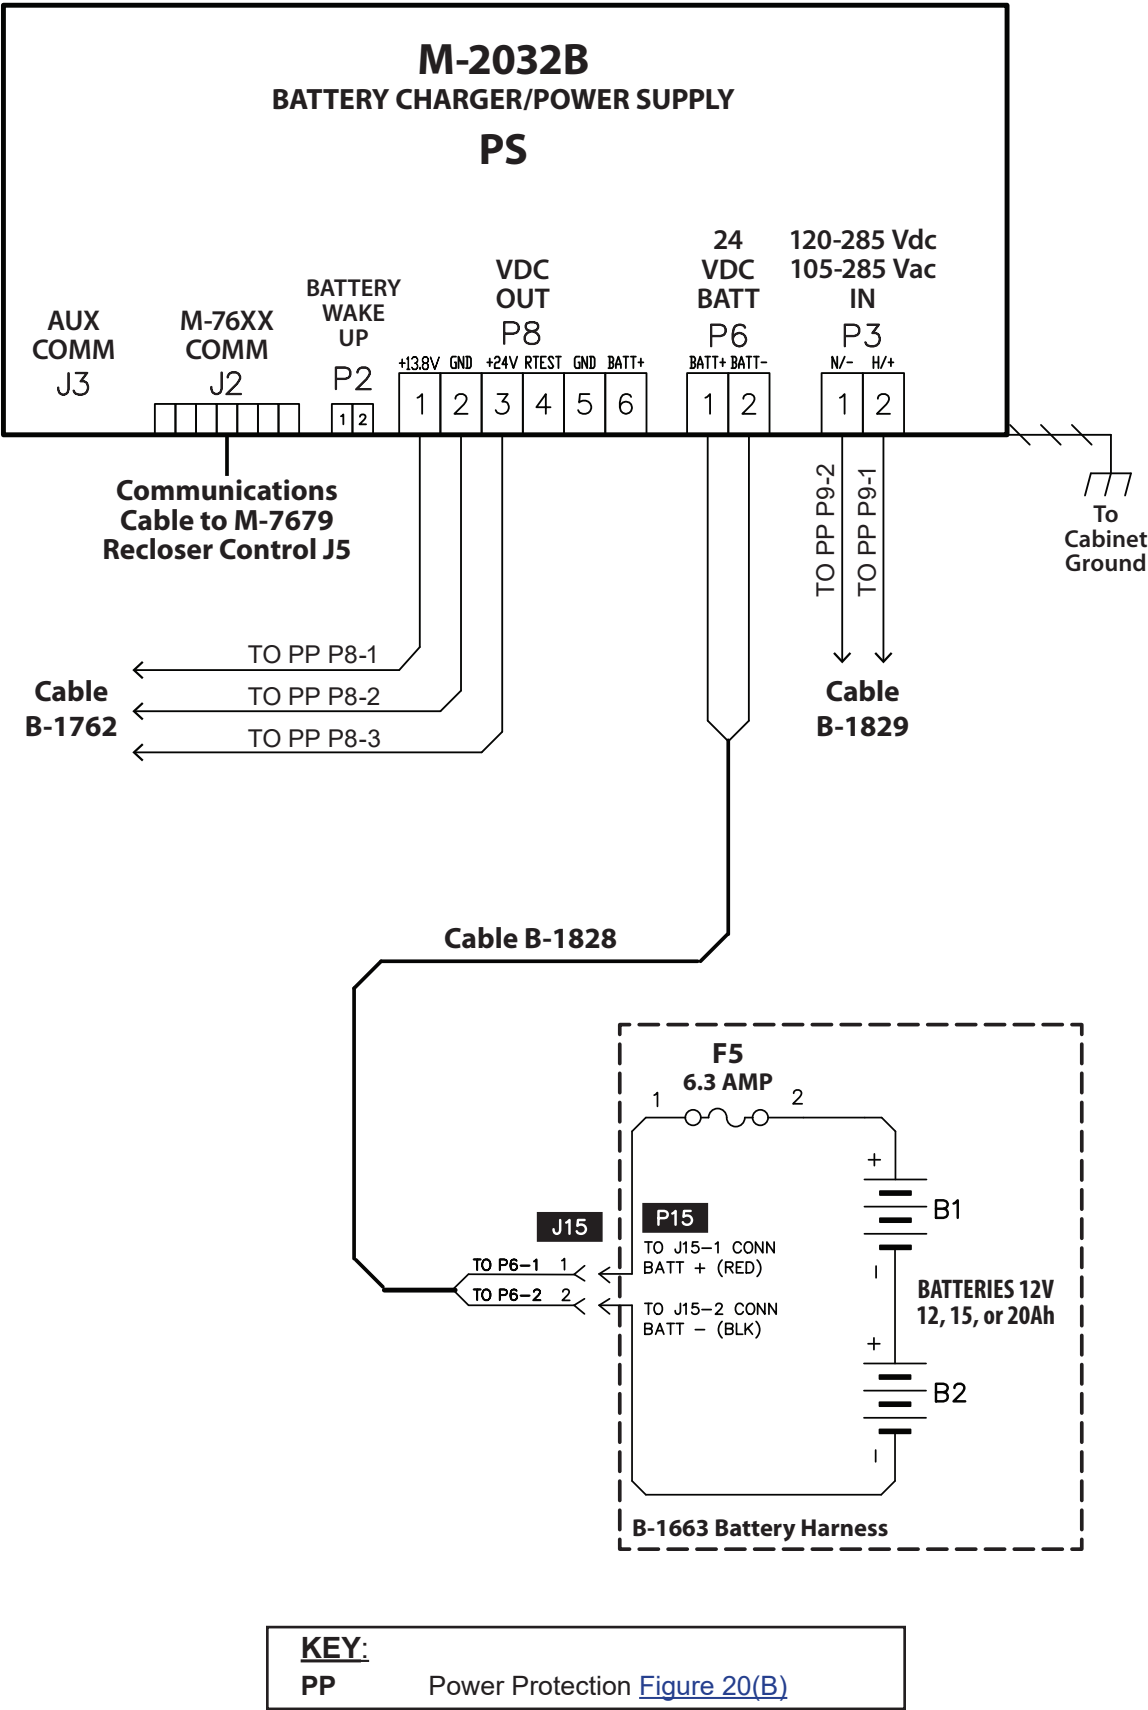 M-2032B
BATTERY CHARGER/POWER SUPPLY
PS
AUX
COMM
J3
M-76XX
COMM
J2
BATTERY
WAKE
UP
P2
1 2
VDC
OUT
P8
+13.8V GND +24V RTEST GND BATT+
1 2 3 4 5 6
24
VDC
BATT
P6
BATT+ BATT-
1 2
120-285 Vdc
105-285 Vac
IN
P3
N/- H/+
1 2
Communications
Cable to M-7679
Recloser Control J5
TO PP P9-2
TO PP P9-1
To
Cabinet
Ground
TO PP P8-1
TO PP P8-2
TO PP P8-3
Cable
B-1762
Cable
B-1829
Cable B-1828
F5
6.3 AMP
1 2
+
B1
-
J15
P15
TO J15-1 CONN
BATT + (RED)
TO P6-1 1
TO P6-2 2
TO J15-2 CONN
BATT - (BLK)
BATTERIES 12V
12, 15, or 20Ah
+
B2
-
B-1663 Battery Harness
KEY:
PP Power Protection Figure 20(B)